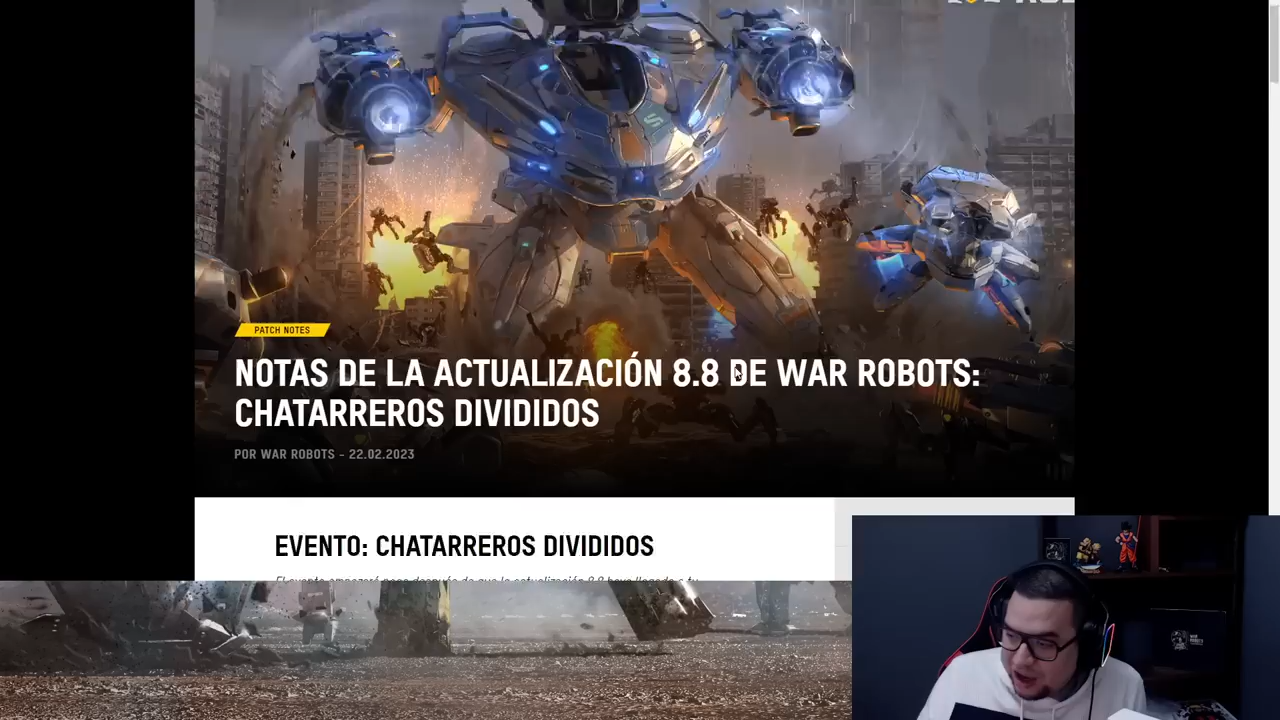 PATCH NOTES
NOTAS DE LA ACTUALIZACIÓN 8.8 DE WAR ROBOTS:
CHATARREROS DIVIDIDOS
POR WAR ROBOTS - 22.02.2023
EVENTO: CHATARREROS DIVIDIDOS